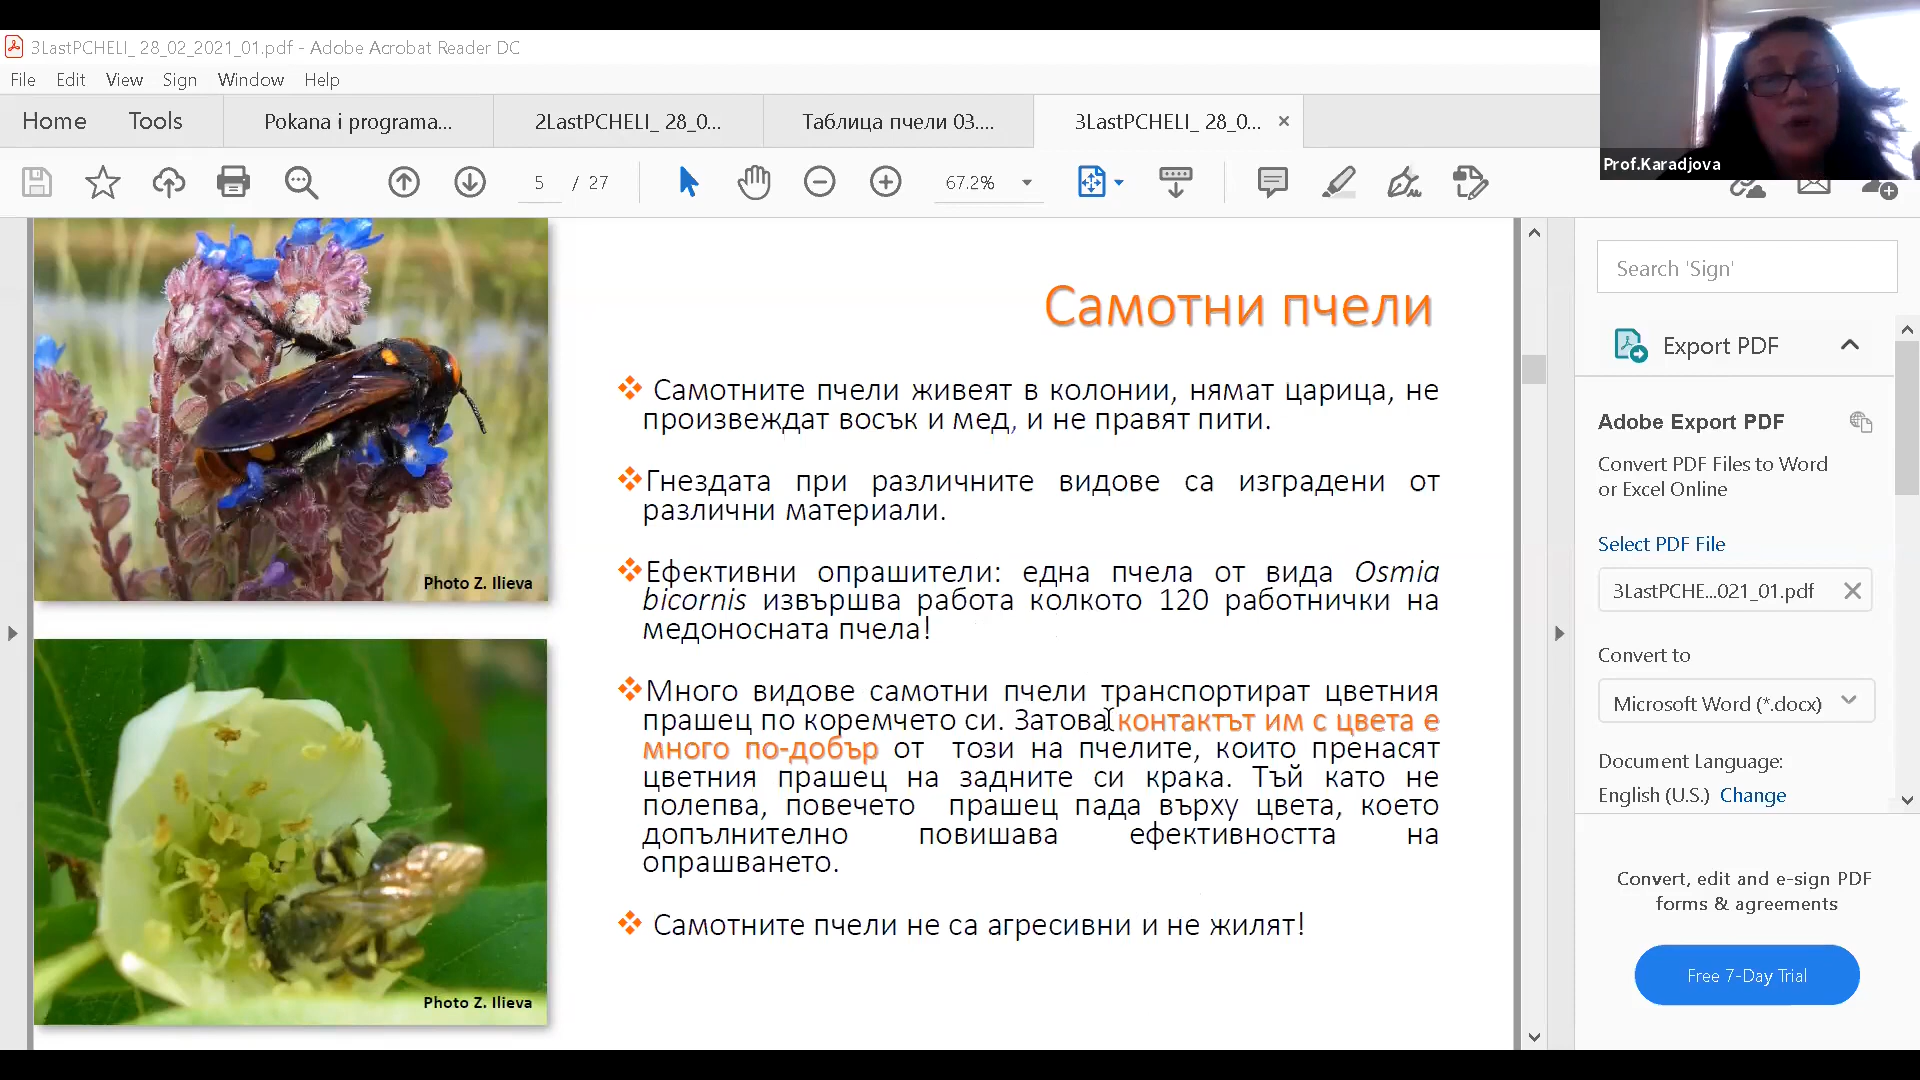 3LastPCHELI_ 28_02_2021_01.pdf - Adobe Acrobat Reader DC
File Edit View Sign Window Help
Home Tools Pokana i programa... 2LastPCHELI_ 28_0... Таблица пчели 03.... 3LastPCHELI_ 28_0...
Prof.Karadjova
5 / 27 67.2%
Самотни пчели
Самотните пчели живеят в колонии, нямат царица, не
произвеждат восък и мед, и не правят пити.
Гнездата при различните видове са изградени от
различни материали.
Ефективни опрашители: една пчела от вида Osmia
bicornis извършва работа колкото 120 работнички на
медоносната пчела!
Много видове самотни пчели транспортират цветния
прашец по коремчето си. Затова контактът им с цвета е
много по-добър от този на пчелите, които пренасят
цветния прашец на задните си крака. Тъй като не
полепва, повечето прашец пада върху цвета, което
допълнително повишава ефективността на
опрашването.
Самотните пчели не са агресивни и не жилят!
Photo Z. Ilieva
Photo Z. Ilieva
Search 'Sign'
Export PDF
Adobe Export PDF
Convert PDF Files to Word
or Excel Online
Select PDF File
3LastPCHE...021_01.pdf
Convert to
Microsoft Word (*.docx)
Document Language:
English (U.S.) Change
Convert, edit and e-sign PDF
forms & agreements
Free 7-Day Trial